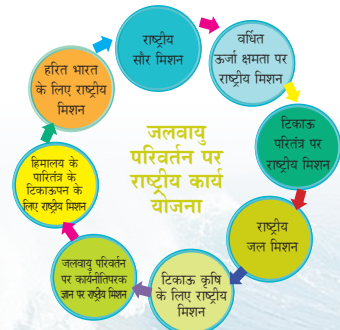 राष्ट्रीय
सौर मिशन
वर्धित
ऊर्जा क्षमता पर
राष्ट्रीय मिशन
टिकाऊ
परितंत्र पर
राष्ट्रीय मिशन
राष्ट्रीय
जल मिशन
टिकाऊ कृषि
के लिए राष्ट्रीय
मिशन
जलवायु परिवर्तन
पर कार्यनीतिपरक
ज्ञान पर राष्ट्रीय मिशन
हिमालय के
पारितंत्र के
टिकाऊपन के
लिए राष्ट्रीय मिशन
हरित भारत
के लिए राष्ट्रीय
मिशन
जलवायु
परिवर्तन पर
राष्ट्रीय कार्य
योजना